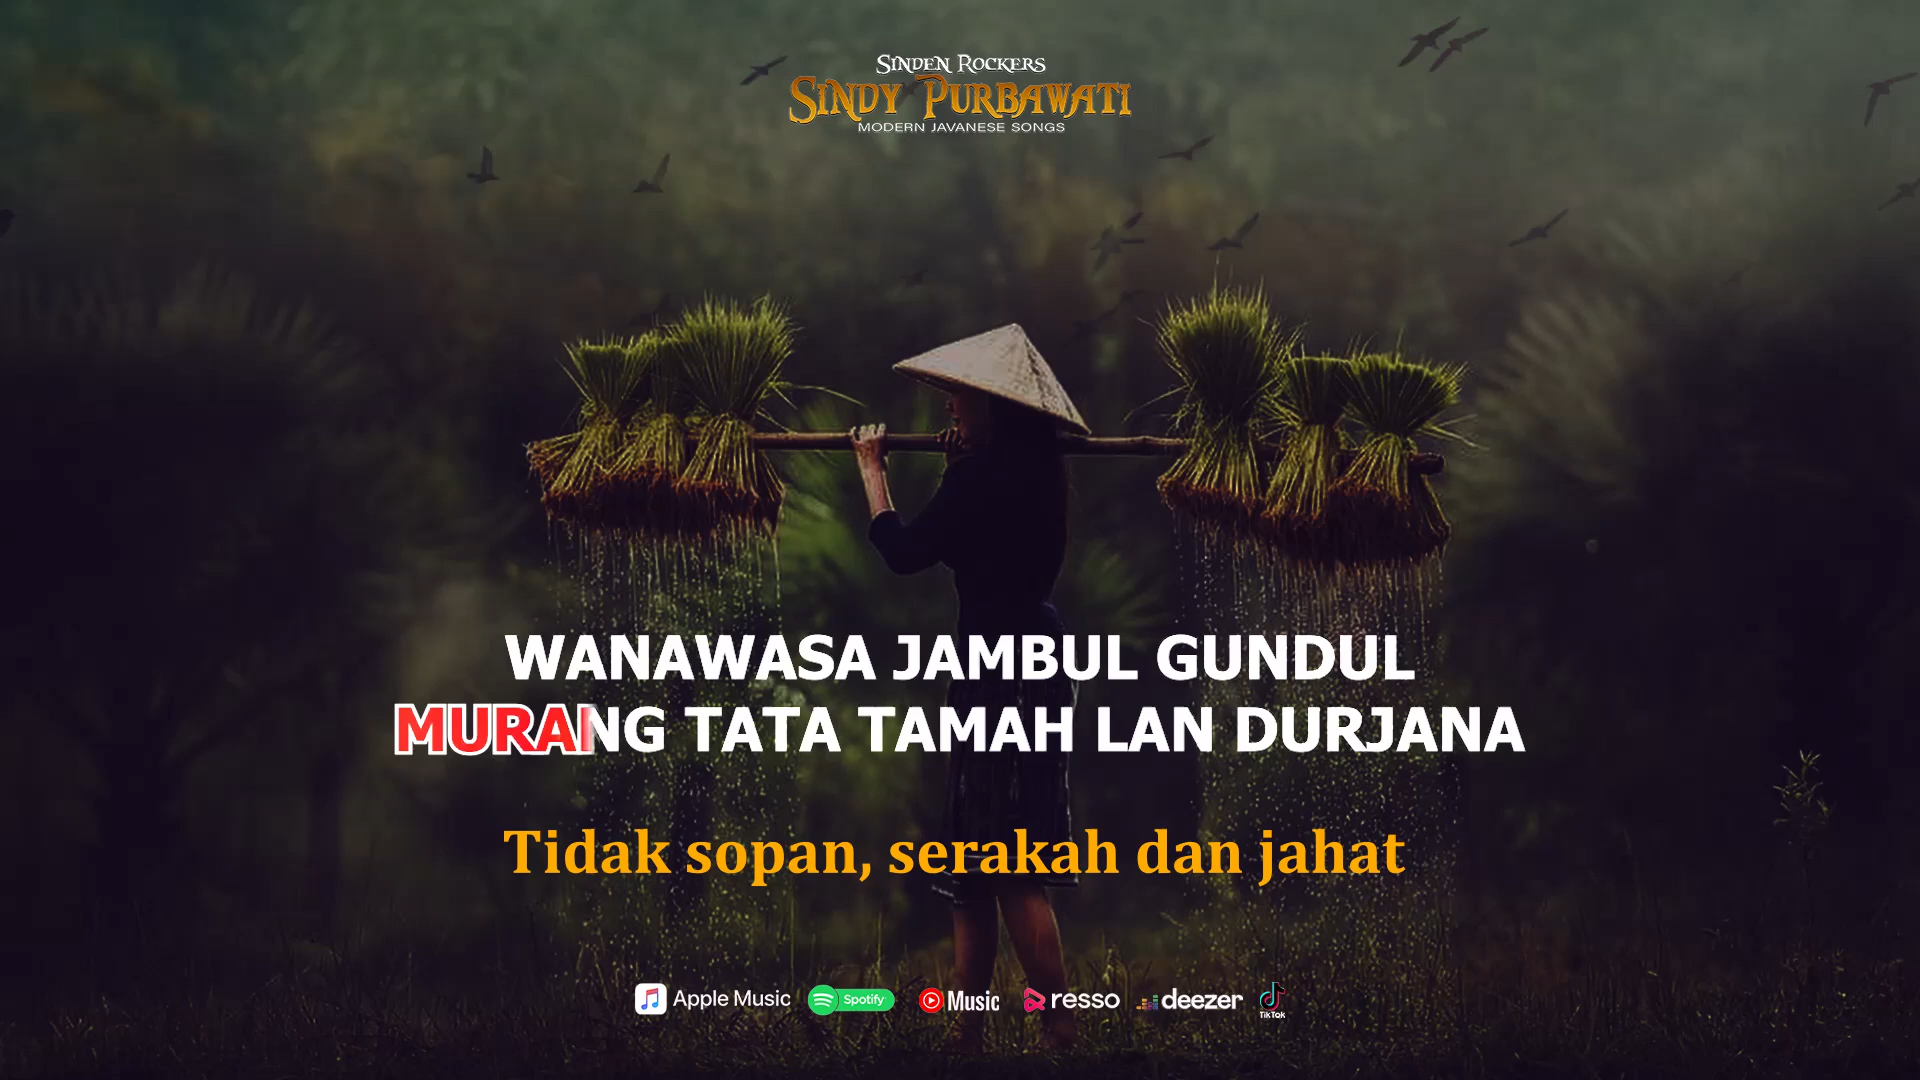 SINDEN ROCKERS
SINDY PURBAWATI
MODERN JAVANESE SONGS
WANAWASA JAMBUL GUNDUL
MURANG TATA TAMAH LAN DURJANA
Tidak sopan, serakah dan jahat
Apple Music Spotify Music resso deezer TikTok